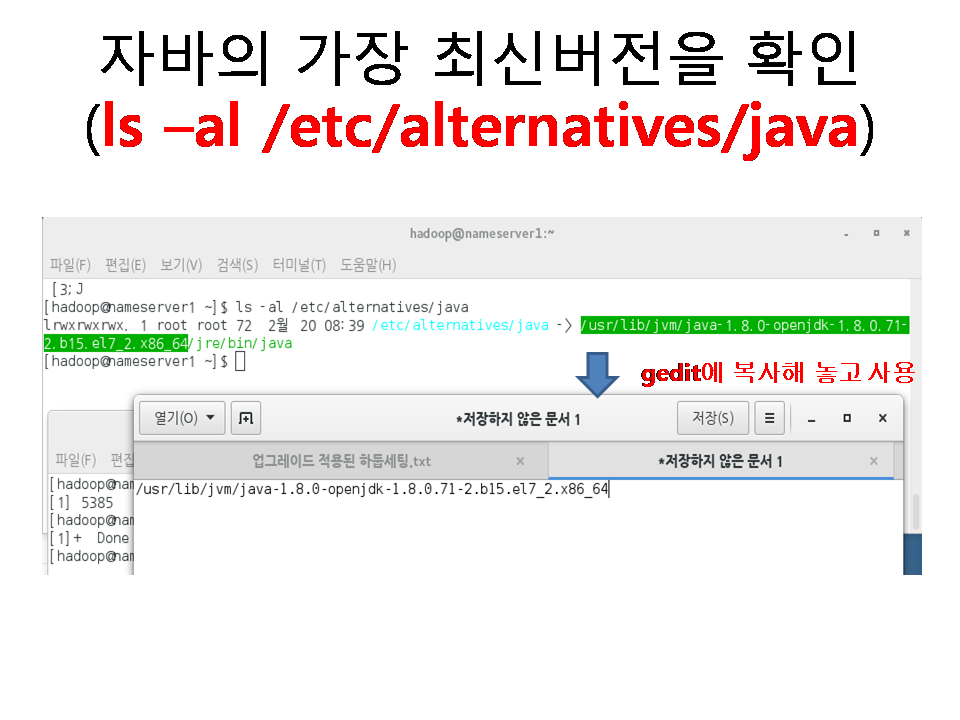 자바의 가장 최신버전을 확인
(ls –al /etc/alternatives/java)
hadoop@nameserver1:~
파일(F) 편집(E) 보기(V) 검색(S) 터미널(T) 도움말(H)
[3;J
[hadoop@nameserver1 ~]$ ls -al /etc/alternatives/java
lrwxrwxrwx. 1 root root 72 2월 20 08:39 /etc/alternatives/java -> /usr/lib/jvm/java-1.8.0-openjdk-1.8.0.71-
2.b15.el7_2.x86_64/jre/bin/java
[hadoop@nameserver1 ~]$
gedit에 복사해 놓고 사용
열기(O) *저장하지 않은 문서 1 저장(S)
파일(F) 편집
업그레이드 적용된 하둡세팅.txt × *저장하지 않은 문서 1 ×
[hadoop@nam
/usr/lib/jvm/java-1.8.0-openjdk-1.8.0.71-2.b15.el7_2.x86_64
[1] 5385
[hadoop@nam
[1]+ Done
[hadoop@nam